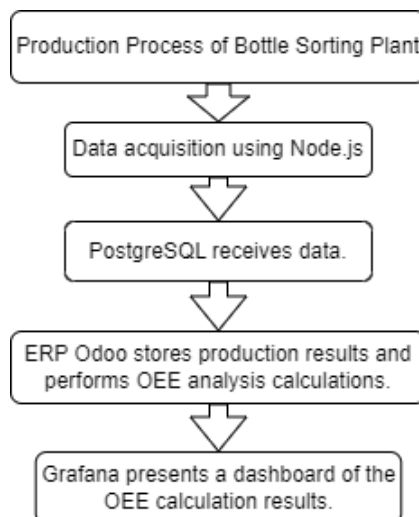 Production Process of Bottle Sorting Plant
Data acquisition using Node.js
PostgreSQL receives data.
ERP Odoo stores production results and
performs OEE analysis calculations.
Grafana presents a dashboard of the
OEE calculation results.